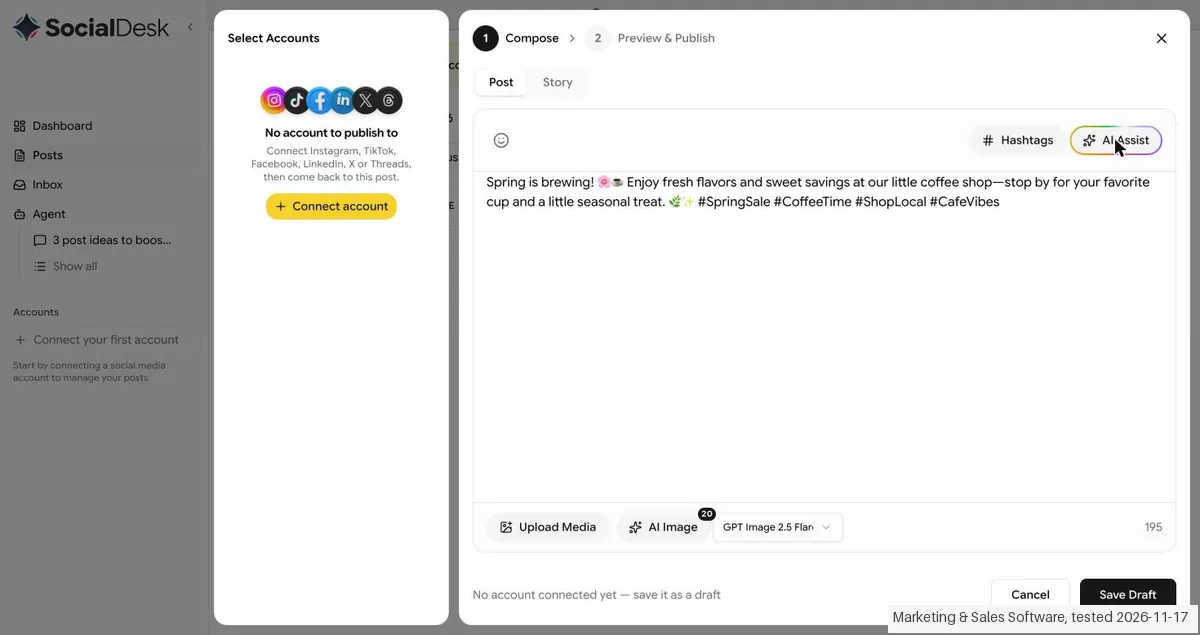 SocialDesk
Dashboard
Posts
Inbox
Agent
3 post ideas to boos...
Show all
Accounts
Connect your first account
Start by connecting a social media
account to manage your posts
Select Accounts
No account to publish to
Connect Instagram, TikTok,
Facebook, LinkedIn, X or Threads,
then come back to this post.
+ Connect account
1 Compose > 2 Preview & Publish
Post Story
# Hashtags AI Assist
Spring is brewing! 🌸☕ Enjoy fresh flavors and sweet savings at our little coffee shop—stop by for your favorite
cup and a little seasonal treat. 🌿✨ #SpringSale #CoffeeTime #ShopLocal #CafeVibes
Upload Media AI Image 20 GPT Image 2.5 Flar 195
No account connected yet — save it as a draft
Cancel Save Draft
Marketing & Sales Software, tested 2026-11-17